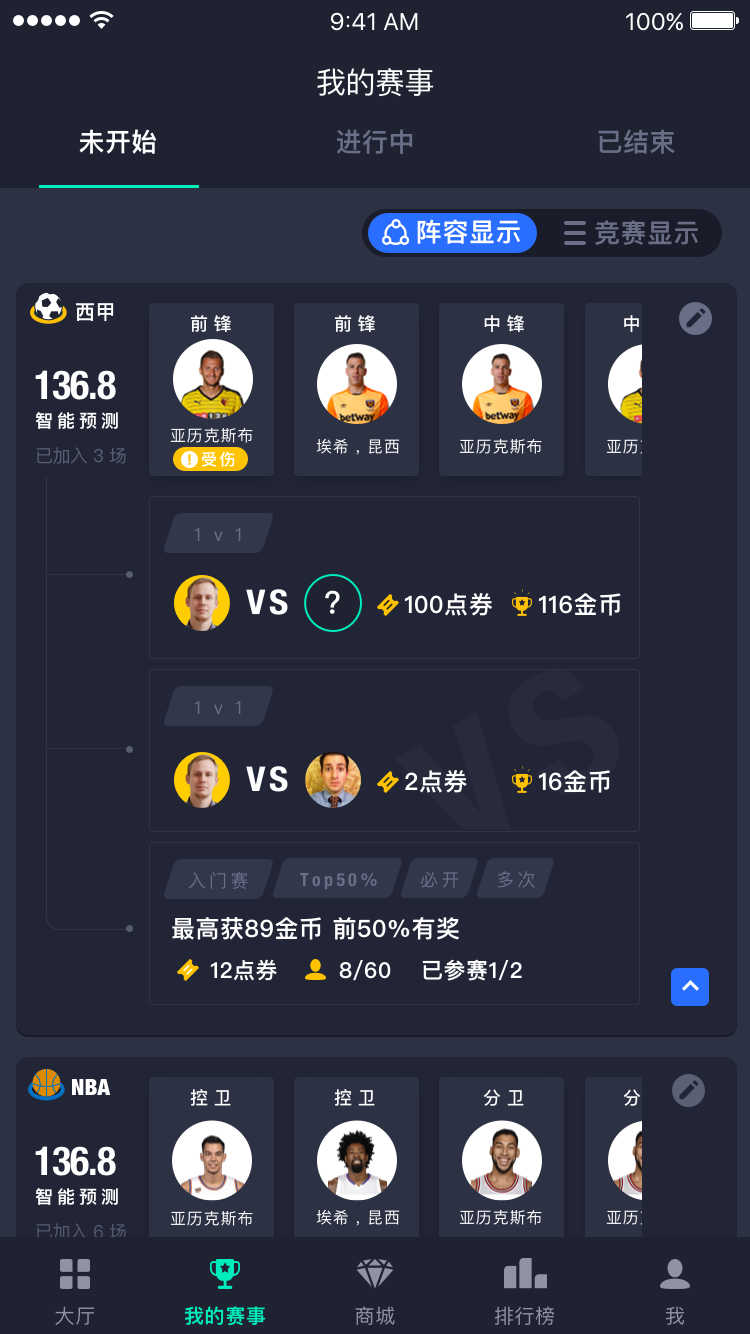 9:41 AM 100%
我的赛事
未开始 进行中 已结束
阵容显示 竞赛显示
西甲
前锋 前锋 中锋 中
136.8
betway betway
智能预测
亚历克斯布 埃希，昆西 亚历克斯布 亚历
受伤
已加入 3 场
1 v 1
VS ? 100点券 116金币
1 v 1
VS
VS 2点券 16金币
入门赛 Top50% 必开 多次
最高获89金币 前50%有奖
12点券 8/60 已参赛1/2
NBA
控卫 控卫 分卫 分
136.8
智能预测
亚历克斯布 埃希，昆西 亚历克斯布 亚历
已加入 6 场
大厅 我的赛事 商城 排行榜 我